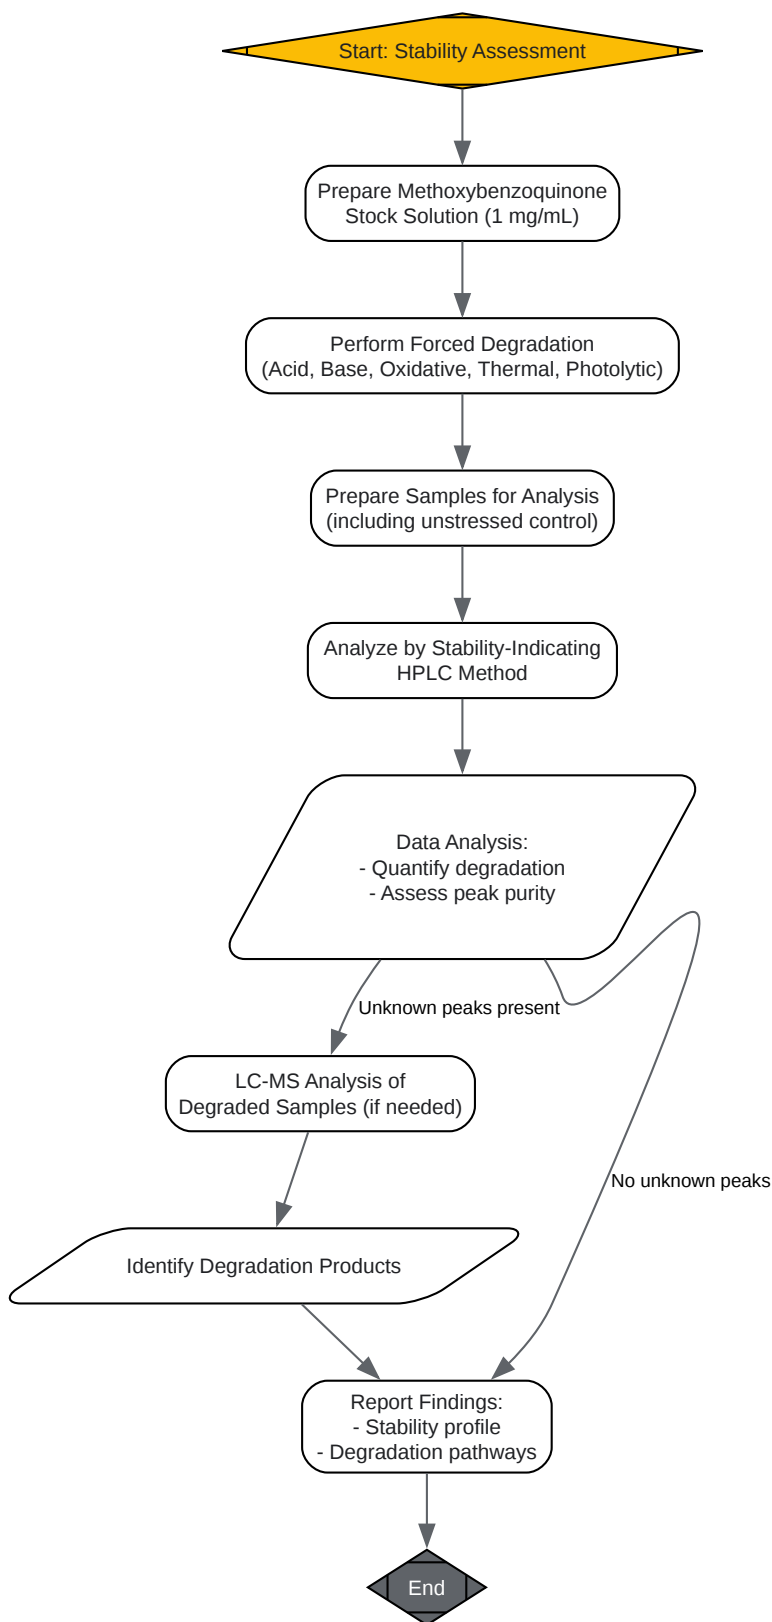 Start: Stability Assessment
Prepare Methoxybenzoquinone
Stock Solution (1 mg/mL)
Perform Forced Degradation
(Acid, Base, Oxidative, Thermal, Photolytic)
Prepare Samples for Analysis
(including unstressed control)
Analyze by Stability-Indicating
HPLC Method
Data Analysis:
- Quantify degradation
- Assess peak purity
Unknown peaks present
LC-MS Analysis of
Degraded Samples (if needed)
No unknown peaks
Identify Degradation Products
Report Findings:
- Stability profile
- Degradation pathways
End